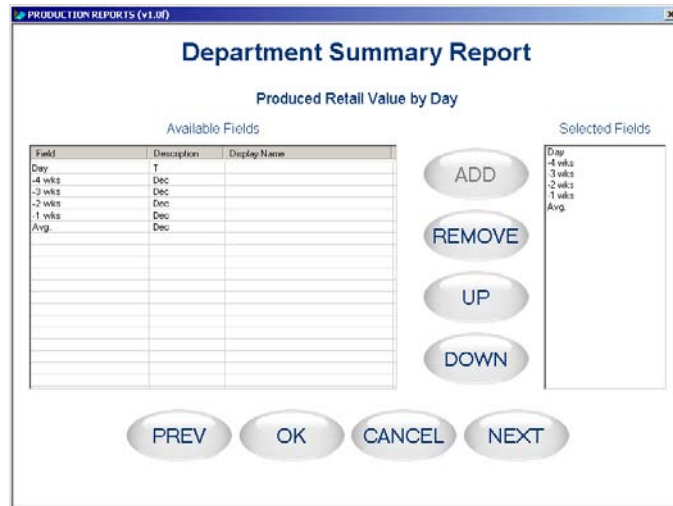 PRODUCTION REPORTS (v1.0f)
Department Summary Report
Produced Retail Value by Day
Available Fields
Selected Fields
Field Description Display Name
Day T
-4 wks Dec
-3 wks Dec
-2 wks Dec
-1 wks Dec
Avg. Dec
ADD
REMOVE
UP
DOWN
Day
-4 wks
-3 wks
-2 wks
-1 wks
Avg.
PREV OK CANCEL NEXT